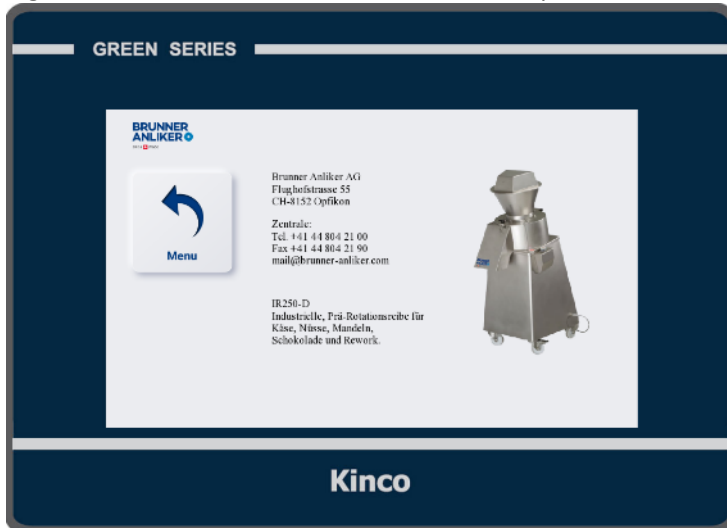 GREEN SERIES
BRUNNER
ANLIKER
Menu
Brunner Anliker AG
Flughofstrasse 55
CH-8152 Opfikon
Zentrale:
Tel. +41 44 804 21 00
Fax +41 44 804 21 90
mail@brunner-anliker.com
IR250-D
Industrielle, Prä-Rotationsreibe für
Käse, Nüsse, Mandeln,
Schokolade und Rework.
Kinco